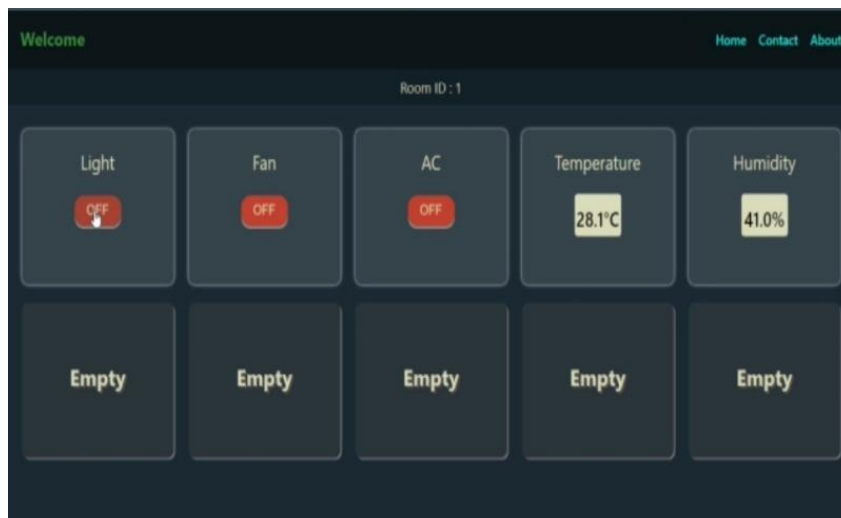 Welcome Home Contact About
Room ID : 1
Light Fan AC Temperature Humidity
OFF OFF OFF 28.1°C 41.0%
Empty Empty Empty Empty Empty